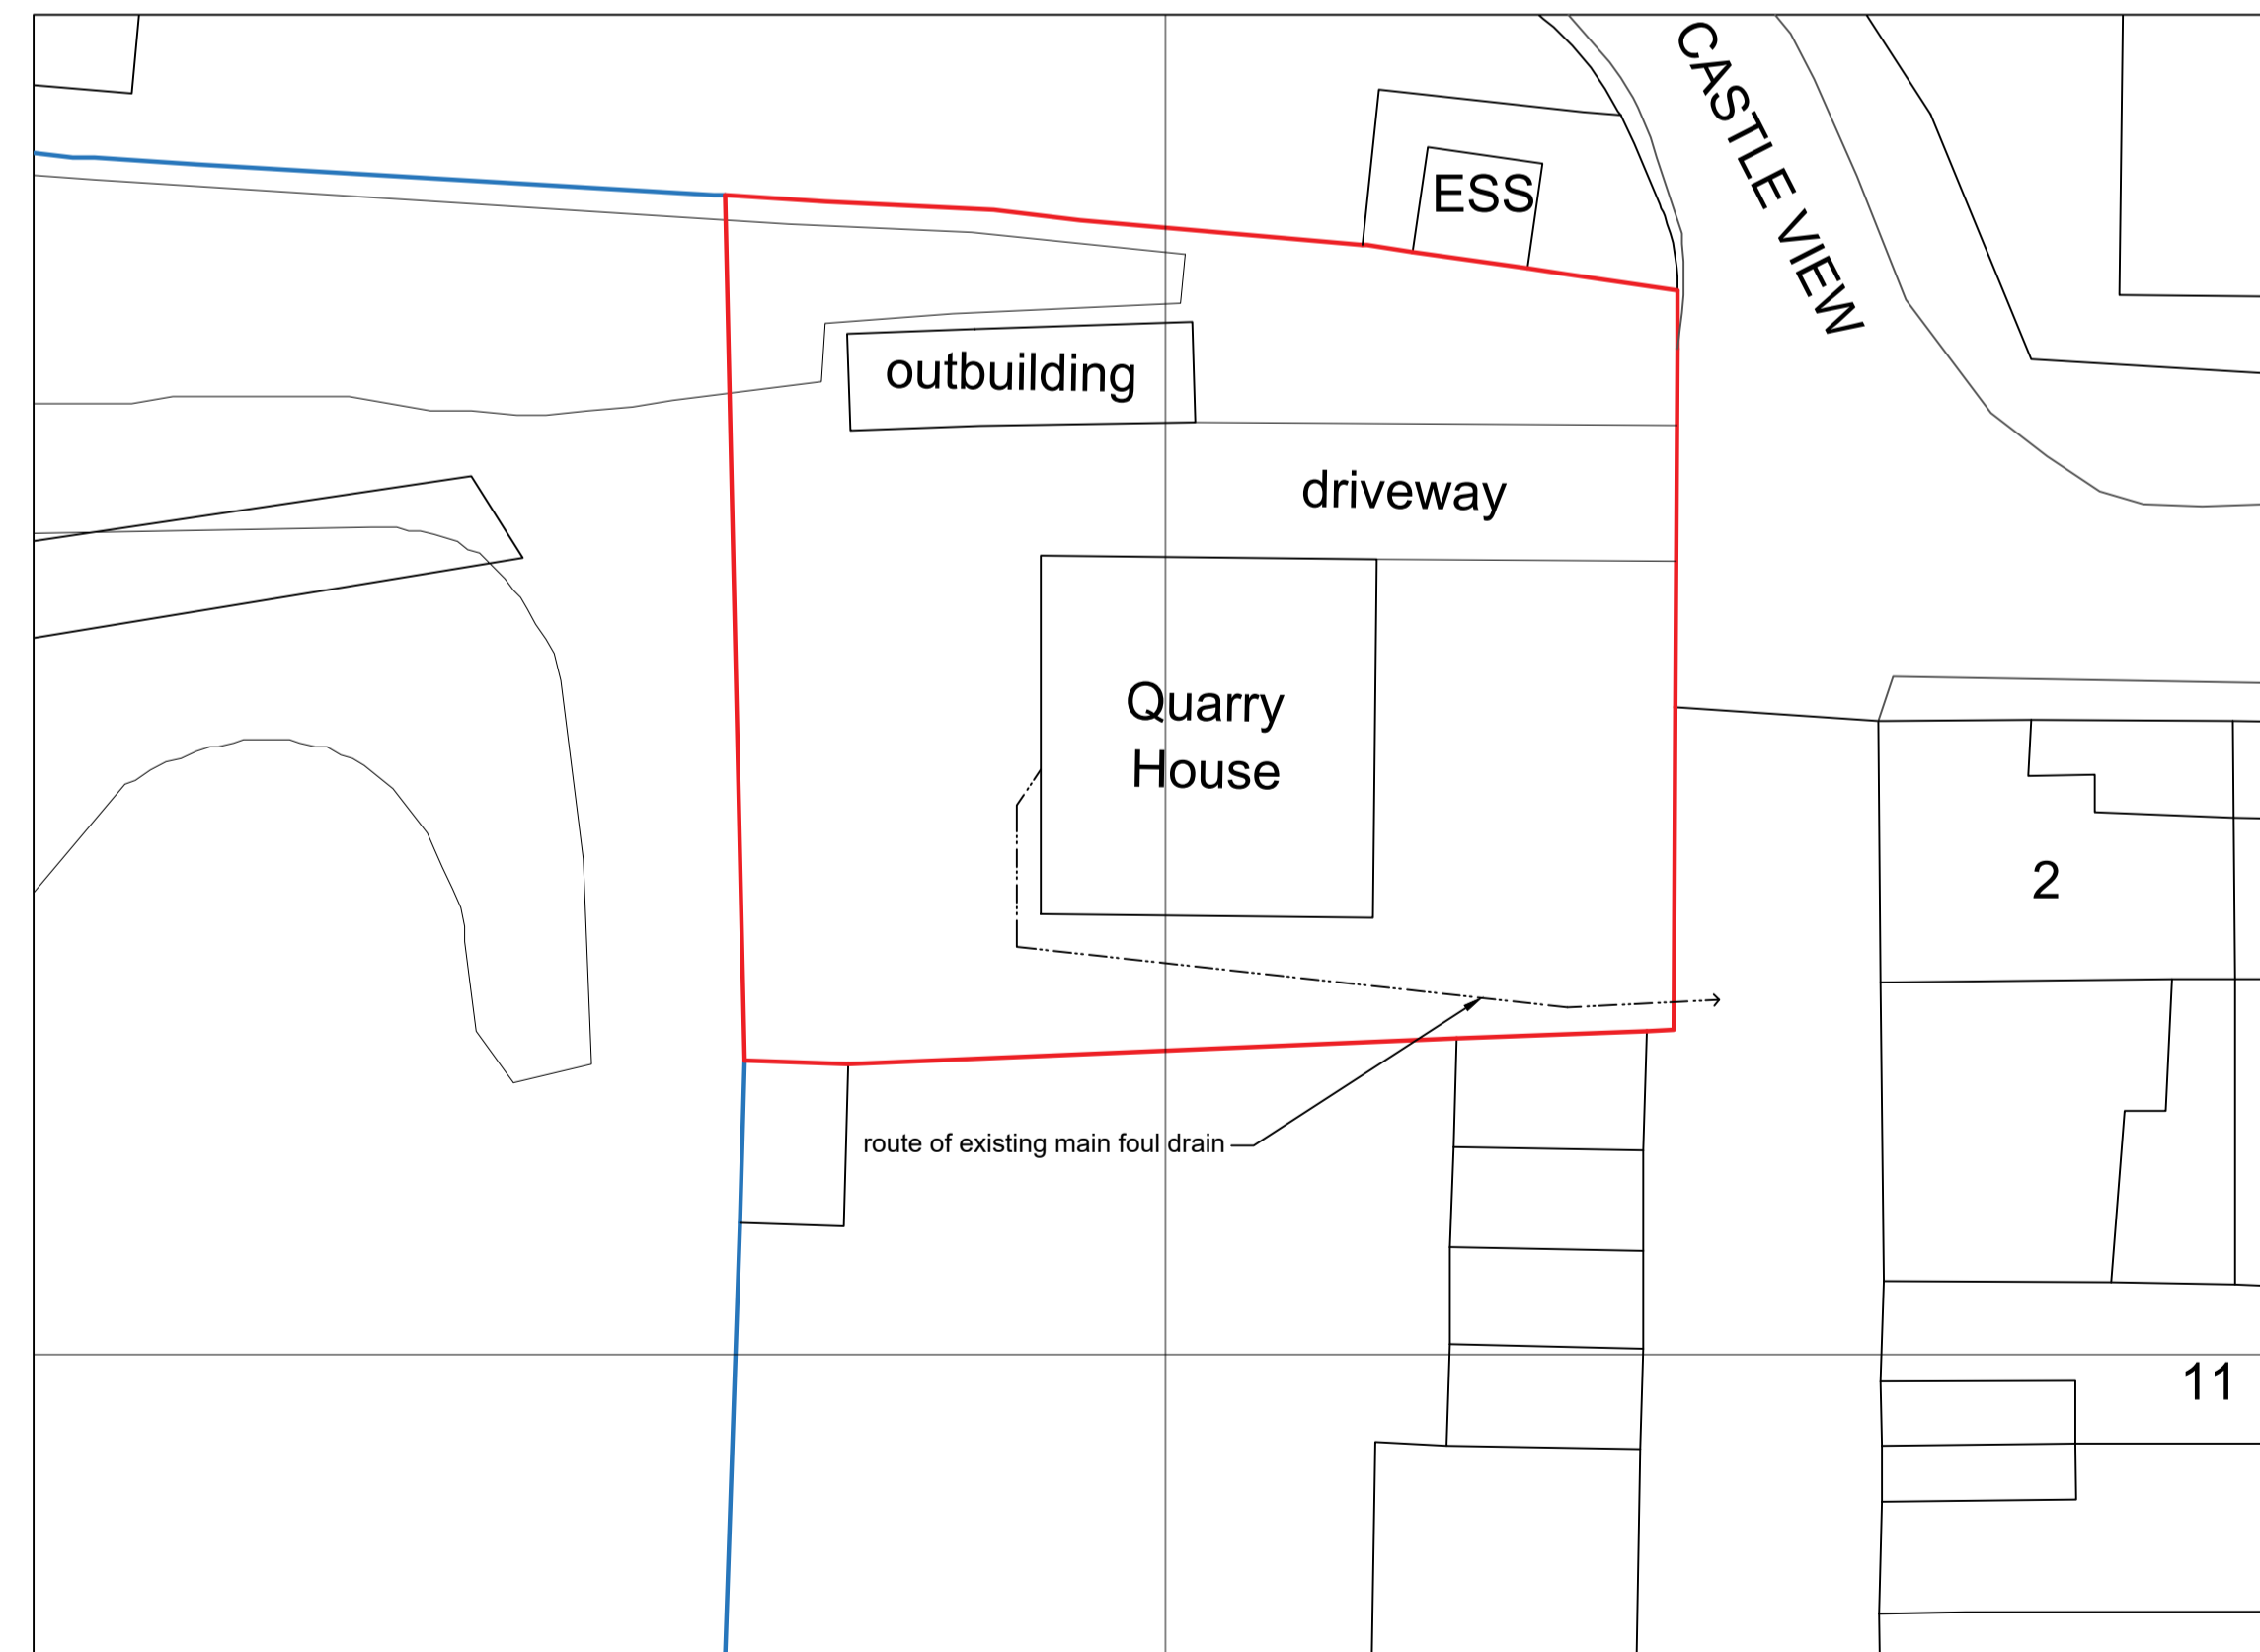 CASTLE VIEW
ESS
outbuilding
driveway
Quarry
House
2
route of existing main foul drain
11